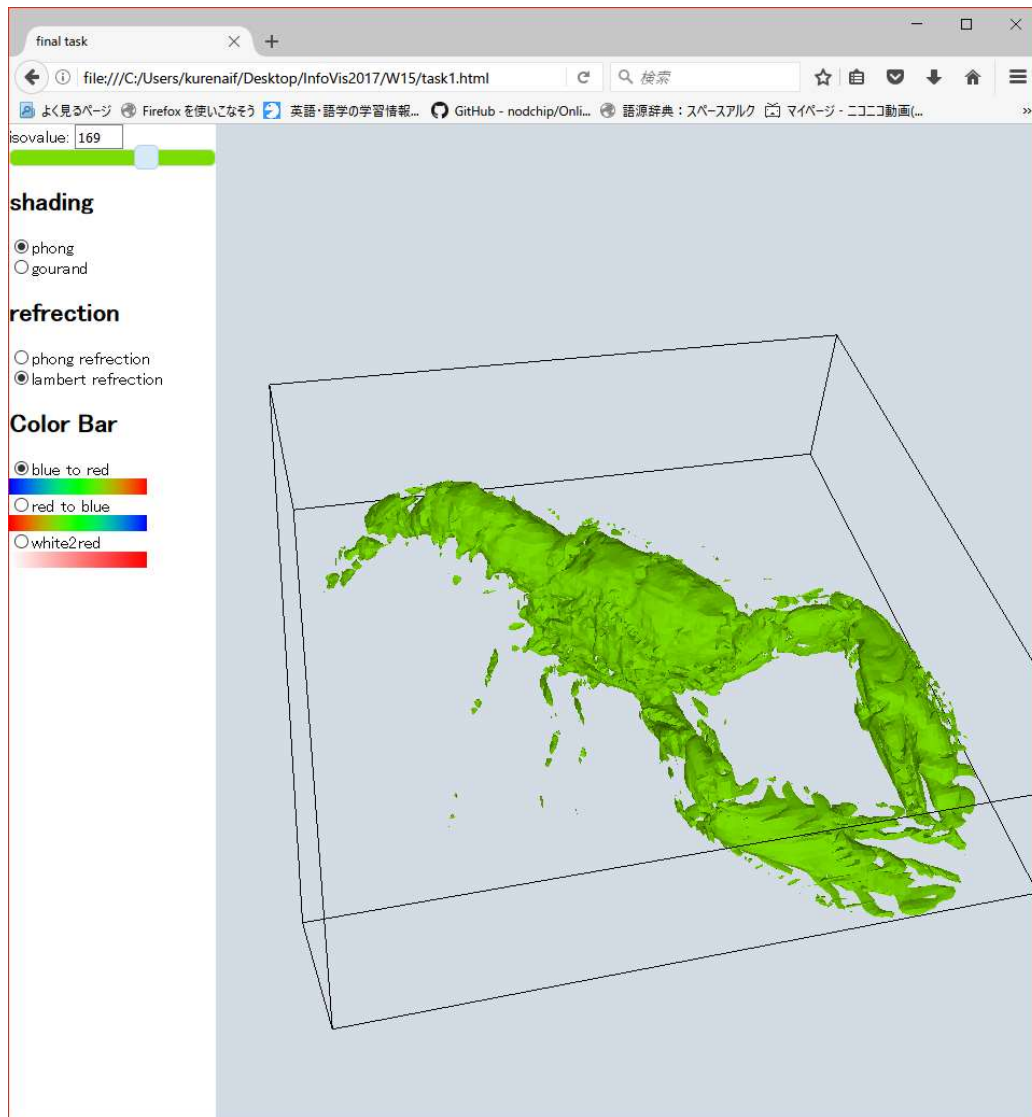 final task
file:///C:/Users/kurenaif/Desktop/InfoVis2017/W15/task1.html
検索
よく見るページ Firefox を使いこなそう 英語・語学の学習情報... GitHub - nodchip/Onli... 語源辞典：スペースアルク マイページ - ニコニコ動画(...
isovalue: 169
shading
phong
gourand
refrection
phong refrection
lambert refrection
Color Bar
blue to red
red to blue
white2red